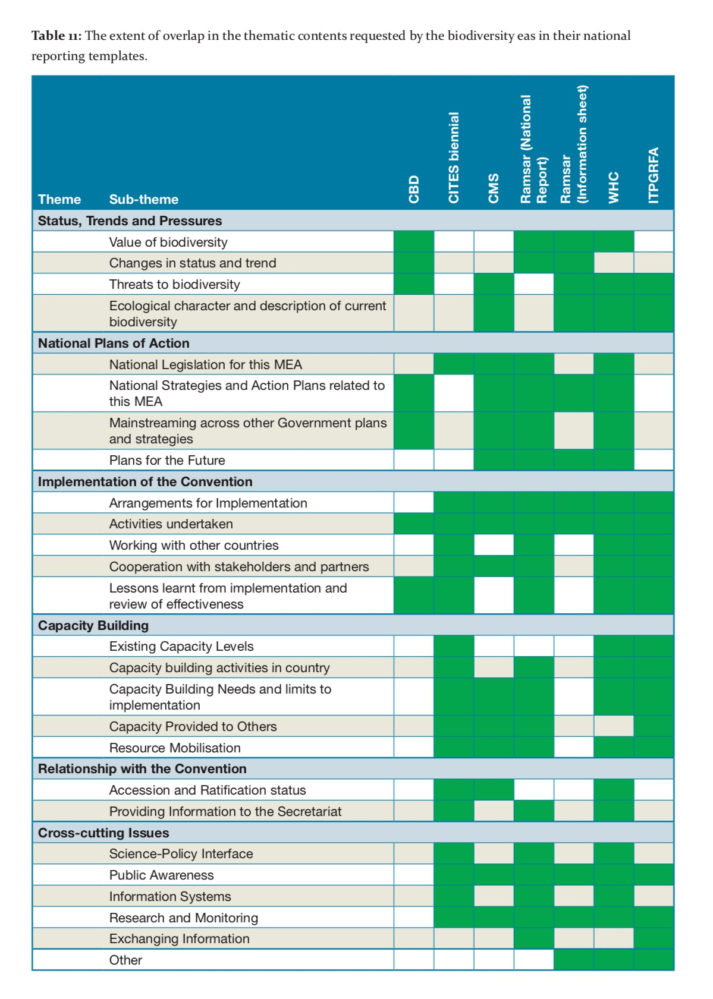 Table 11: The extent of overlap in the thematic contents requested by the biodiversity eas in their national
reporting templates.
Theme
Sub-theme
CBD
CITES biennial
CMS
Ramsar (National
Report)
Ramsar
(Information sheet)
WHC
ITPGRFA
Status, Trends and Pressures
Value of biodiversity
Changes in status and trend
Threats to biodiversity
Ecological character and description of current
biodiversity
National Plans of Action
National Legislation for this MEA
National Strategies and Action Plans related to
this MEA
Mainstreaming across other Government plans
and strategies
Plans for the Future
Implementation of the Convention
Arrangements for Implementation
Activities undertaken
Working with other countries
Cooperation with stakeholders and partners
Lessons learnt from implementation and
review of effectiveness
Capacity Building
Existing Capacity Levels
Capacity building activities in country
Capacity Building Needs and limits to
implementation
Capacity Provided to Others
Resource Mobilisation
Relationship with the Convention
Accession and Ratification status
Providing Information to the Secretariat
Cross-cutting Issues
Science-Policy Interface
Public Awareness
Information Systems
Research and Monitoring
Exchanging Information
Other